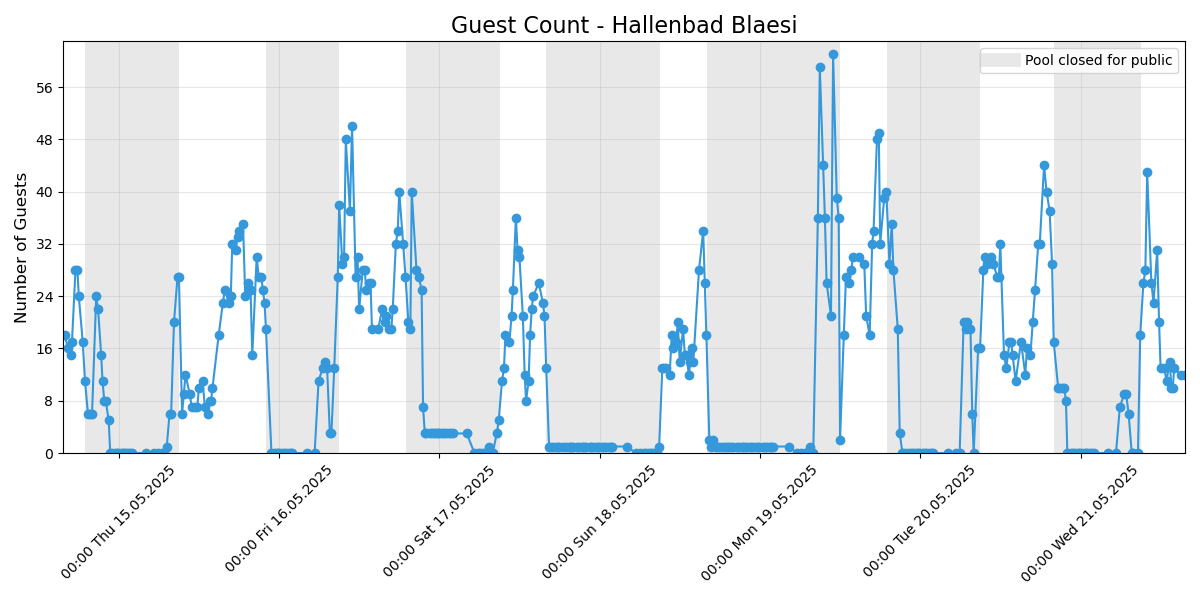 Guest Count - Hallenbad Blaesi
Pool closed for public
Number of Guests
56
48
40
32
24
16
8
0
00:00 Thu 15.05.2025
00:00 Fri 16.05.2025
00:00 Sat 17.05.2025
00:00 Sun 18.05.2025
00:00 Mon 19.05.2025
00:00 Tue 20.05.2025
00:00 Wed 21.05.2025